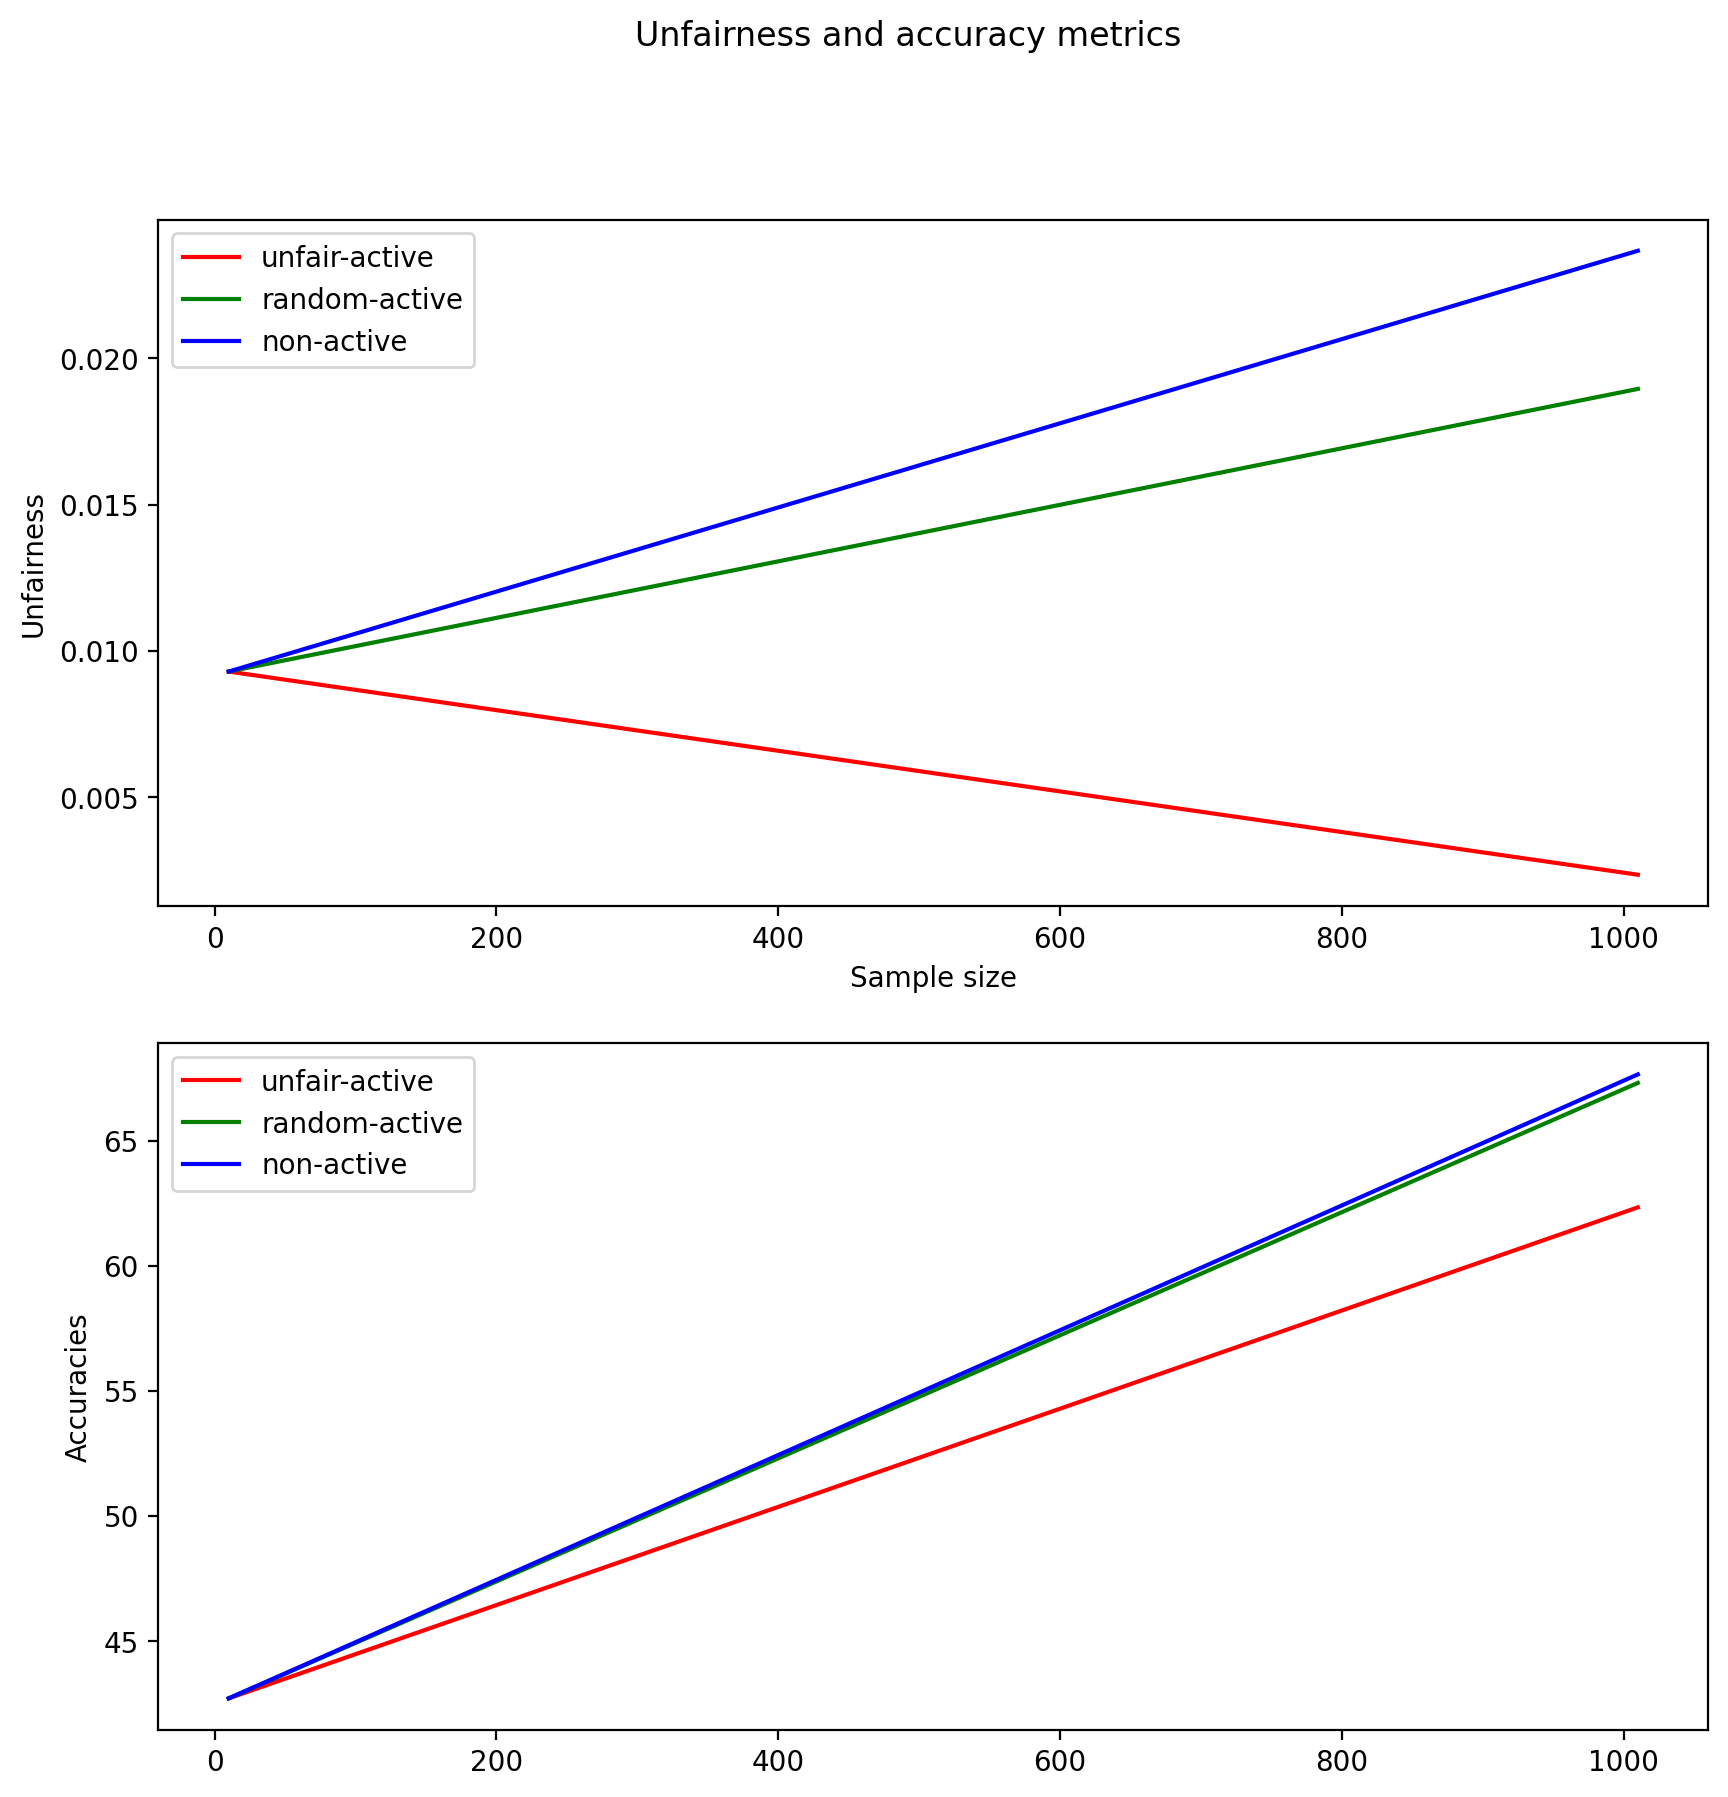 Unfairness and accuracy metrics
unfair-active
random-active
non-active
0.020
0.015
0.010
0.005
Unfairness
0 200 400 600 800 1000
Sample size
unfair-active
random-active
non-active
65
60
55
50
45
Accuracies
0 200 400 600 800 1000